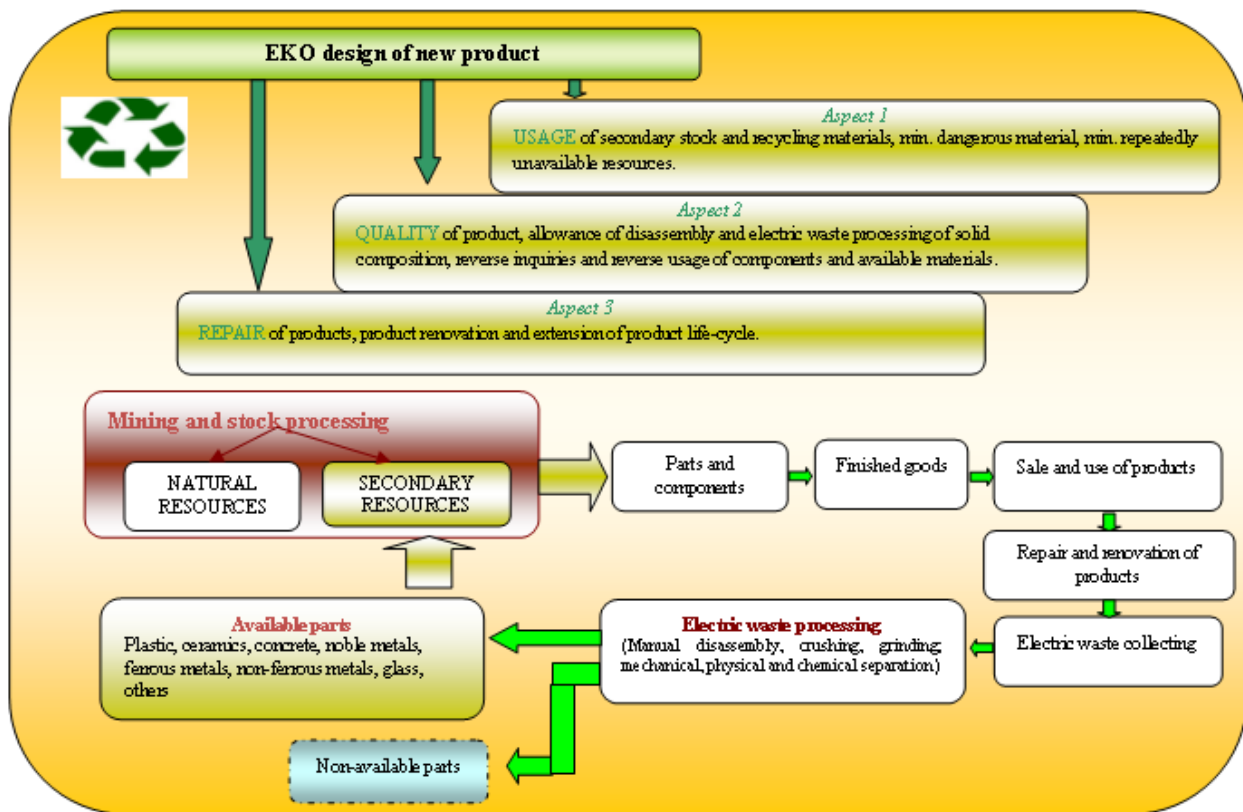 EKO design of new product
Aspect 1
USAGE of secondary stock and recycling materials, min. dangerous material, min. repeatedly
unavailable resources.
Aspect 2
QUALITY of product, allowance of disassembly and electric waste processing of solid
composition, reverse inquiries and reverse usage of components and available materials.
Aspect 3
REPAIR of products, product renovation and extension of product life-cycle.
Mining and stock processing
NATURAL
RESOURCES
SECONDARY
RESOURCES
Parts and
components
Finished goods
Sale and use of products
Repair and renovation of
products
Electric waste collecting
Electric waste processing
(Manual disassembly, crushing, grinding;
mechanical, physical and chemical separation.)
Available parts
Plastic, ceramics, concrete, noble metals,
ferrous metals, non-ferrous metals, glass,
others
Non-available parts